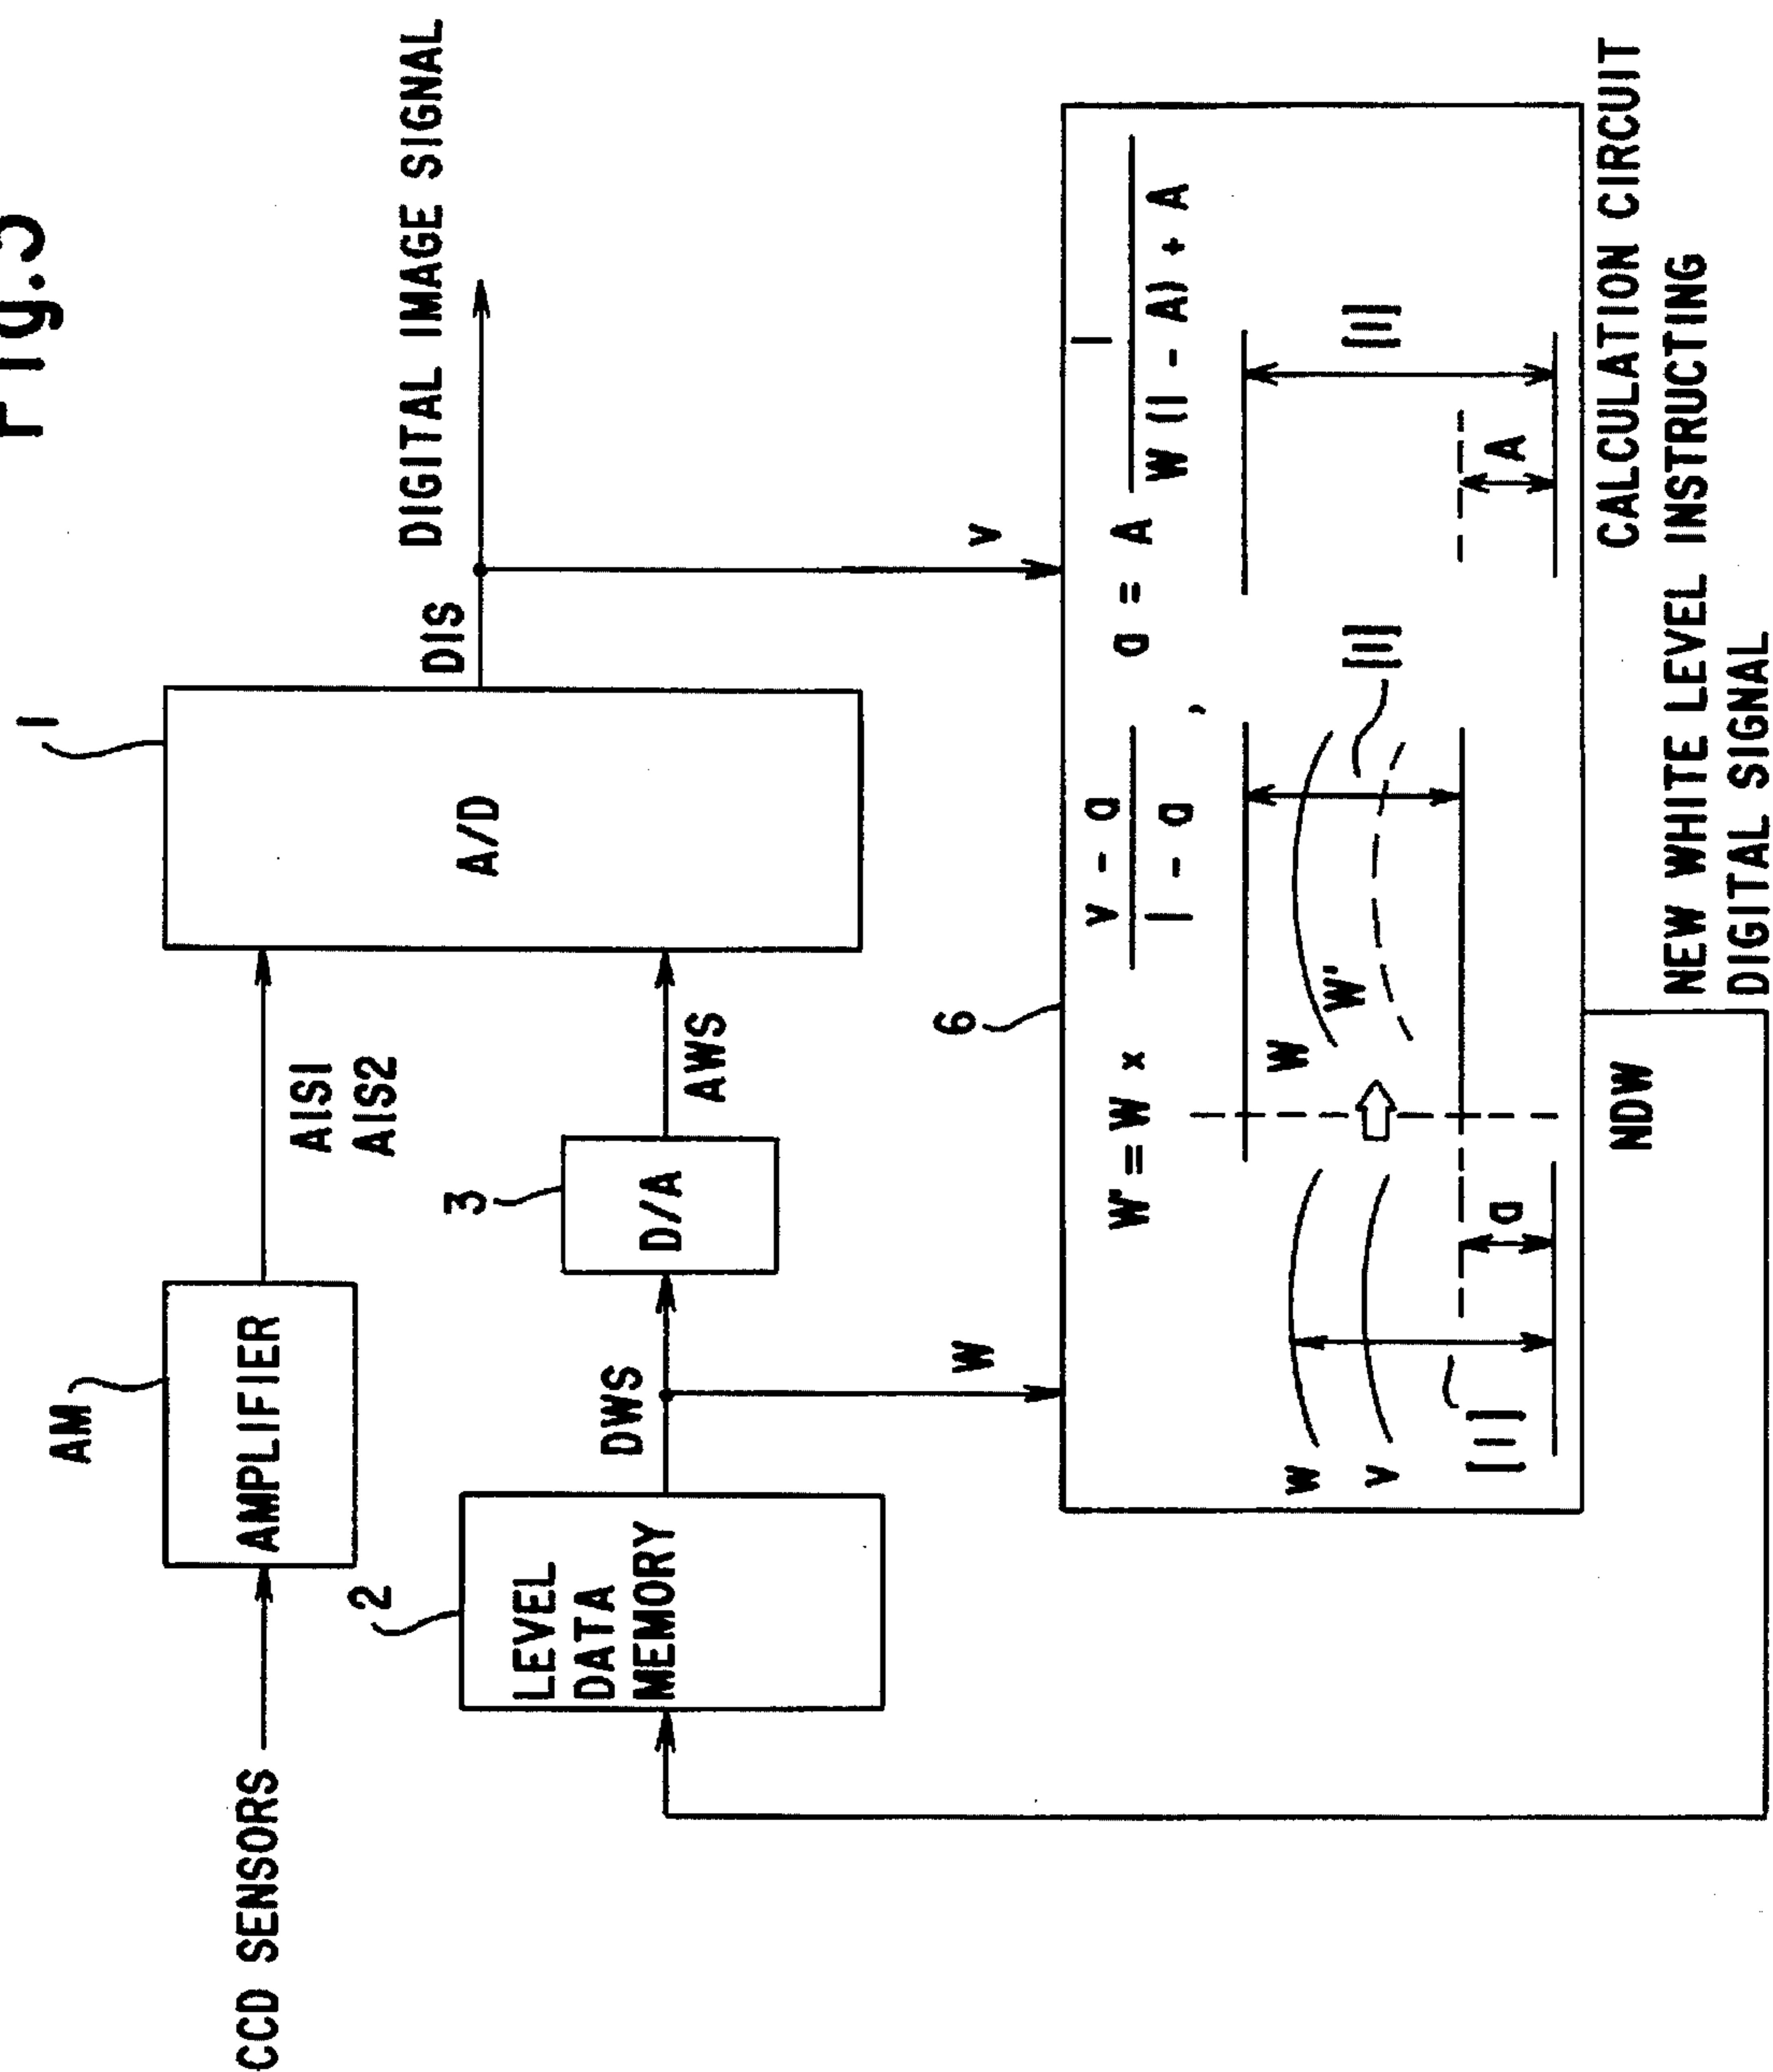 Fig.5
CCD SENSORS
AM
AMPLIFIER
AIS1
AIS2
1
A/D
DIS
DIGITAL IMAGE SIGNAL
2
LEVEL
DATA
MEMORY
DWS
3
D/A
AWS
W
v
6
W' = W × v - a / 1 - a , a = A 1 / W (1 - A) + A
W
v
[1]
a
W
W'
[1]
[1]
A
CALCULATION CIRCUIT
NDW
NEW WHITE LEVEL INSTRUCTING
DIGITAL SIGNAL